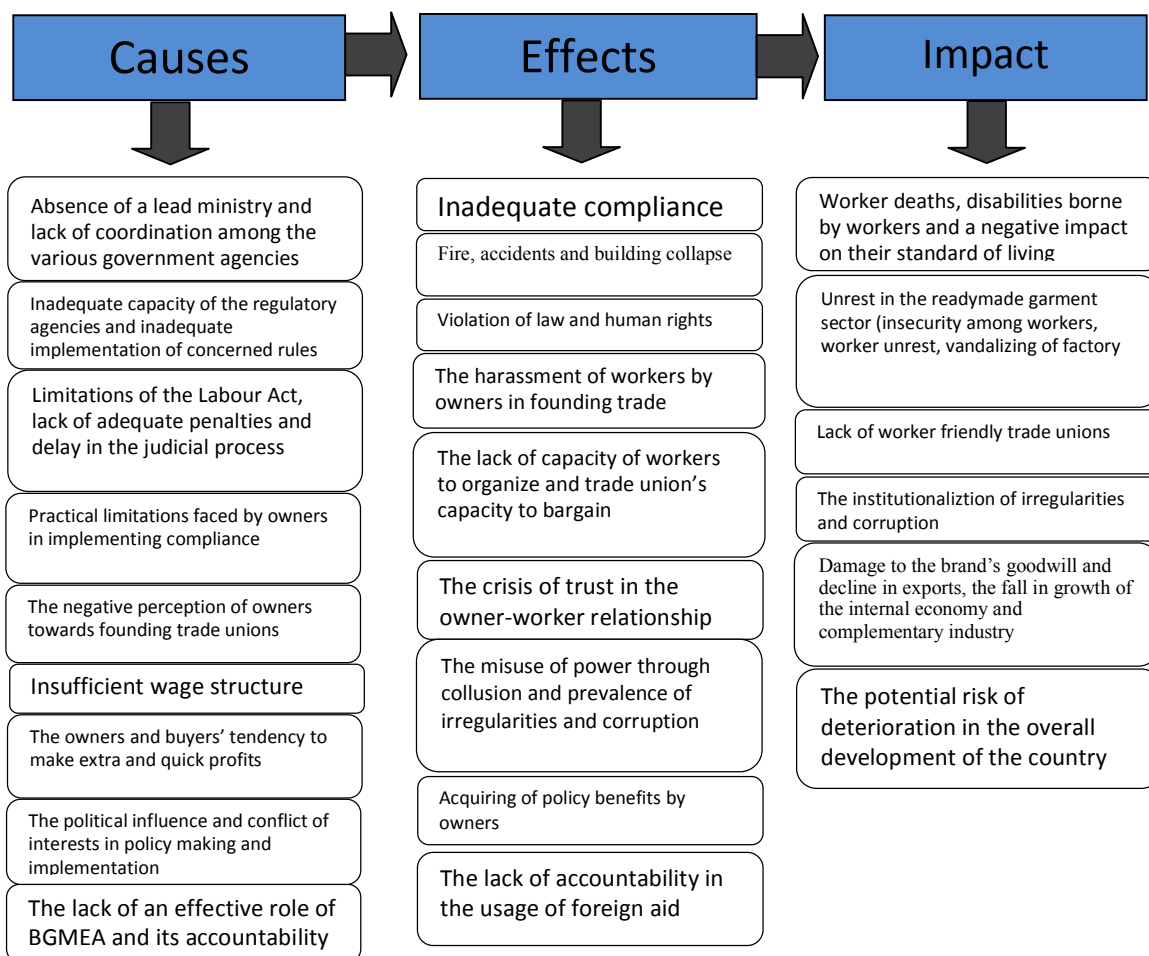 Causes
Effects
Impact
Absence of a lead ministry and
lack of coordination among the
various government agencies
Inadequate capacity of the regulatory
agencies and inadequate
implementation of concerned rules
Limitations of the Labour Act,
lack of adequate penalties and
delay in the judicial process
Practical limitations faced by owners
in implementing compliance
The negative perception of owners
towards founding trade unions
Insufficient wage structure
The owners and buyers’ tendency to
make extra and quick profits
The political influence and conflict of
interests in policy making and
implementation
The lack of an effective role of
BGMEA and its accountability
Inadequate compliance
Fire, accidents and building collapse
Violation of law and human rights
The harassment of workers by
owners in founding trade
The lack of capacity of workers
to organize and trade union’s
capacity to bargain
The crisis of trust in the
owner-worker relationship
The misuse of power through
collusion and prevalence of
irregularities and corruption
Acquiring of policy benefits by
owners
The lack of accountability in
the usage of foreign aid
Worker deaths, disabilities borne
by workers and a negative impact
on their standard of living
Unrest in the readymade garment
sector (insecurity among workers,
worker unrest, vandalizing of factory
Lack of worker friendly trade unions
The institutionaliztion of irregularities
and corruption
Damage to the brand’s goodwill and
decline in exports, the fall in growth of
the internal economy and
complementary industry
The potential risk of
deterioration in the overall
development of the country